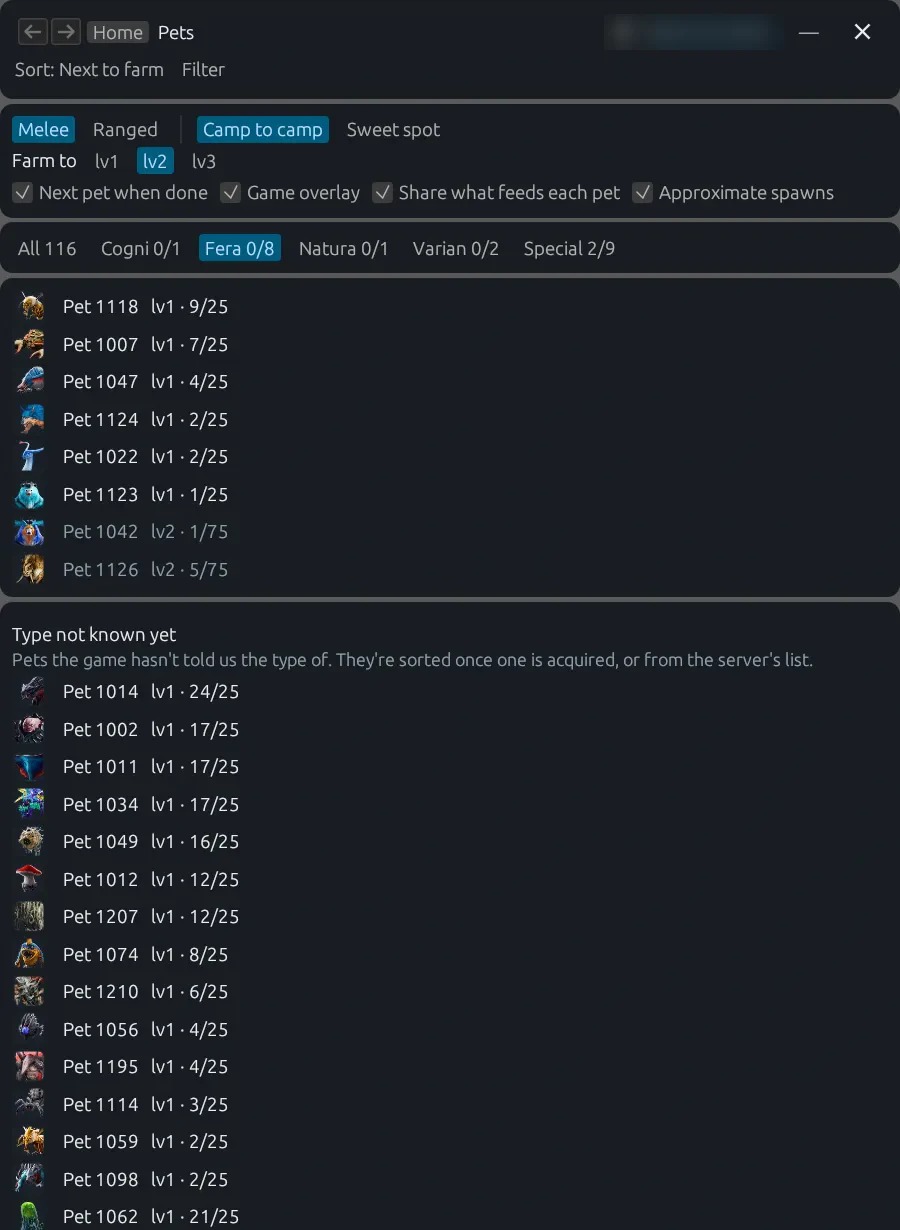 Home Pets
Sort: Next to farm Filter
Melee Ranged Camp to camp Sweet spot
Farm to lv1 lv2 lv3
Next pet when done Game overlay Share what feeds each pet Approximate spawns
All 116 Cogni 0/1 Fera 0/8 Natura 0/1 Varian 0/2 Special 2/9
Pet 1118 lv1 · 9/25
Pet 1007 lv1 · 7/25
Pet 1047 lv1 · 4/25
Pet 1124 lv1 · 2/25
Pet 1022 lv1 · 2/25
Pet 1123 lv1 · 1/25
Pet 1042 lv2 · 1/75
Pet 1126 lv2 · 5/75
Type not known yet
Pets the game hasn't told us the type of. They're sorted once one is acquired, or from the server's list.
Pet 1014 lv1 · 24/25
Pet 1002 lv1 · 17/25
Pet 1011 lv1 · 17/25
Pet 1034 lv1 · 17/25
Pet 1049 lv1 · 16/25
Pet 1012 lv1 · 12/25
Pet 1207 lv1 · 12/25
Pet 1074 lv1 · 8/25
Pet 1210 lv1 · 6/25
Pet 1056 lv1 · 4/25
Pet 1195 lv1 · 4/25
Pet 1114 lv1 · 3/25
Pet 1059 lv1 · 2/25
Pet 1098 lv1 · 2/25
Pet 1062 lv1 · 21/25